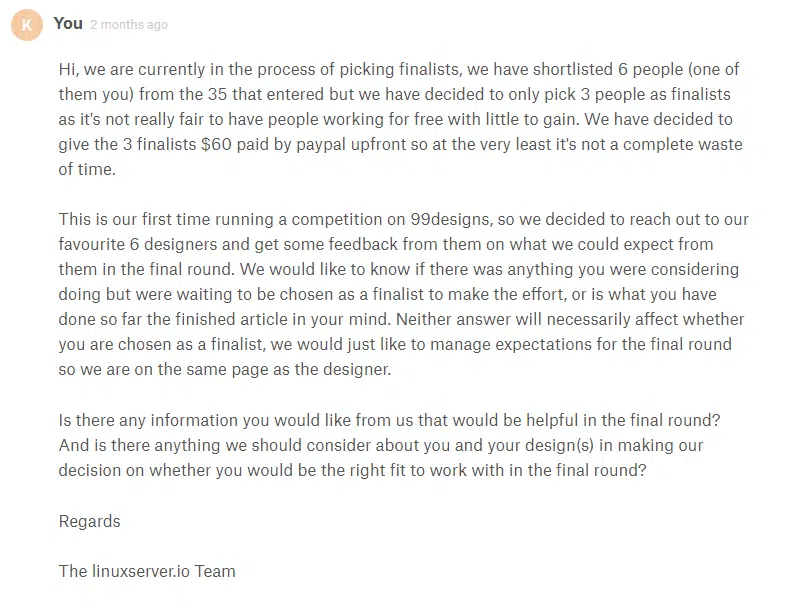 K
You 2 months ago
Hi, we are currently in the process of picking finalists, we have shortlisted 6 people (one of
them you) from the 35 that entered but we have decided to only pick 3 people as finalists
as it's not really fair to have people working for free with little to gain. We have decided to
give the 3 finalists $60 paid by paypal upfront so at the very least it's not a complete waste
of time.
This is our first time running a competition on 99designs, so we decided to reach out to our
favourite 6 designers and get some feedback from them on what we could expect from
them in the final round. We would like to know if there was anything you were considering
doing but were waiting to be chosen as a finalist to make the effort, or is what you have
done so far the finished article in your mind. Neither answer will necessarily affect whether
you are chosen as a finalist, we would just like to manage expectations for the final round
so we are on the same page as the designer.
Is there any information you would like from us that would be helpful in the final round?
And is there anything we should consider about you and your design(s) in making our
decision on whether you would be the right fit to work with in the final round?
Regards
The linuxserver.io Team